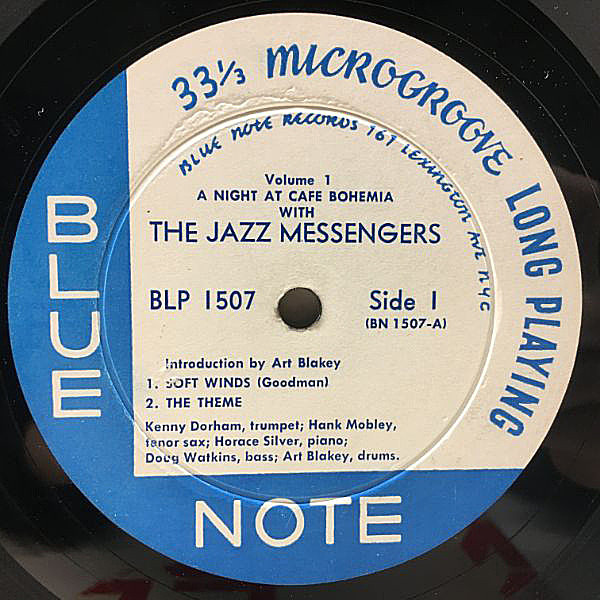 33⅓ MICROGROOVE LONG PLAYING
BLUE NOTE RECORDS 767 LEXINGTON AVE NYC
Volume 1
A NIGHT AT CAFE BOHEMIA
WITH
THE JAZZ MESSENGERS
BLP 1507 Side 1
(BN 1507-A)
Introduction by Art Blakey
1. SOFT WINDS (Goodman)
2. THE THEME
Kenny Dorham, trumpet; Hank Mobley,
tenor sax; Horace Silver, piano;
Doug Watkins, bass; Art Blakey, drums.
BLUE
NOTE